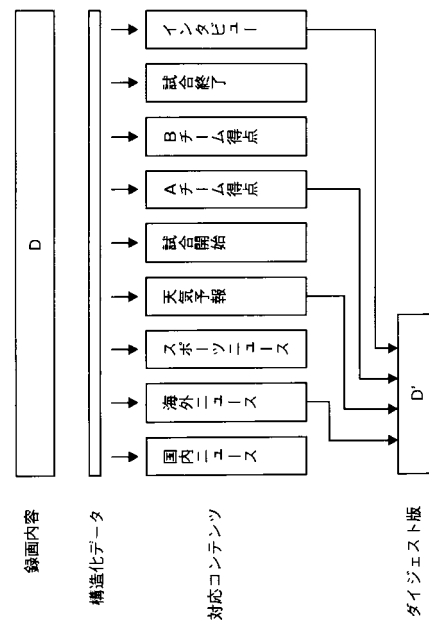 録画内容
D
構造化データ
対応コンテンツ
国内ニュース
海外ニュース
スポーツニュース
天気予報
試合開始
Aチーム得点
Bチーム得点
試合終了
インタビュー
ダイジェスト版
D'